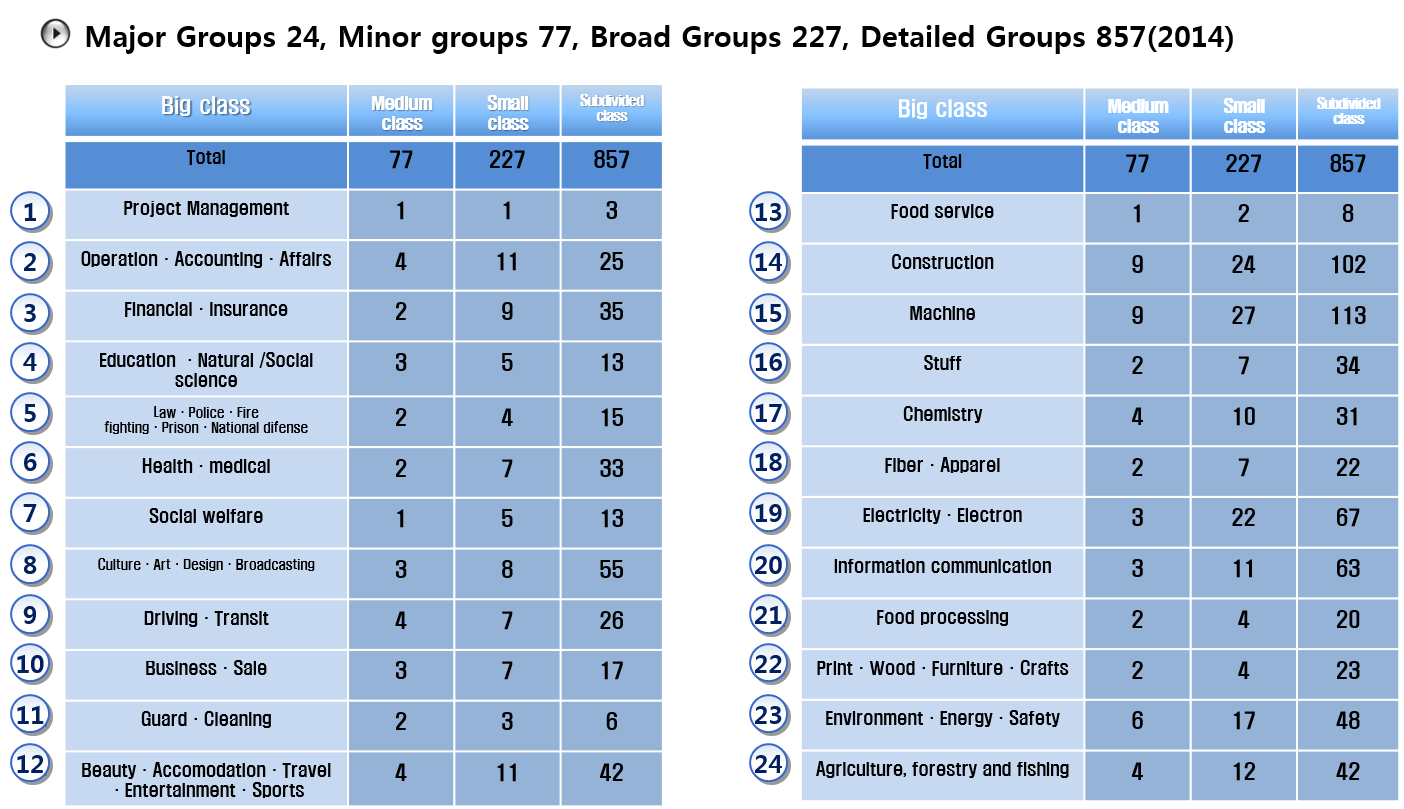 Major Groups 24, Minor groups 77, Broad Groups 227, Detailed Groups 857(2014)
Big class Medium class Small class Subdivided class
Total 77 227 857
1 Project Management 1 1 3
2 Operation · Accounting · Affairs 4 11 25
3 Financial · Insurance 2 9 35
4 Education · Natural /Social science 3 5 13
5 Law · Police · Fire fighting · Prison · National difense 2 4 15
6 Health · medical 2 7 33
7 Social welfare 1 5 13
8 Culture · Art · Design · Broadcasting 3 8 55
9 Driving · Transit 4 7 26
10 Business · Sale 3 7 17
11 Guard · Cleaning 2 3 6
12 Beauty · Accomodation · Travel · Entertainment · Sports 4 11 42
Big class Medium class Small class Subdivided class
Total 77 227 857
13 Food service 1 2 8
14 Construction 9 24 102
15 Machine 9 27 113
16 Stuff 2 7 34
17 Chemistry 4 10 31
18 Fiber · Apparel 2 7 22
19 Electricity · Electron 3 22 67
20 Information communication 3 11 63
21 Food processing 2 4 20
22 Print · Wood · Furniture · Crafts 2 4 23
23 Environment · Energy · Safety 6 17 48
24 Agriculture, forestry and fishing 4 12 42